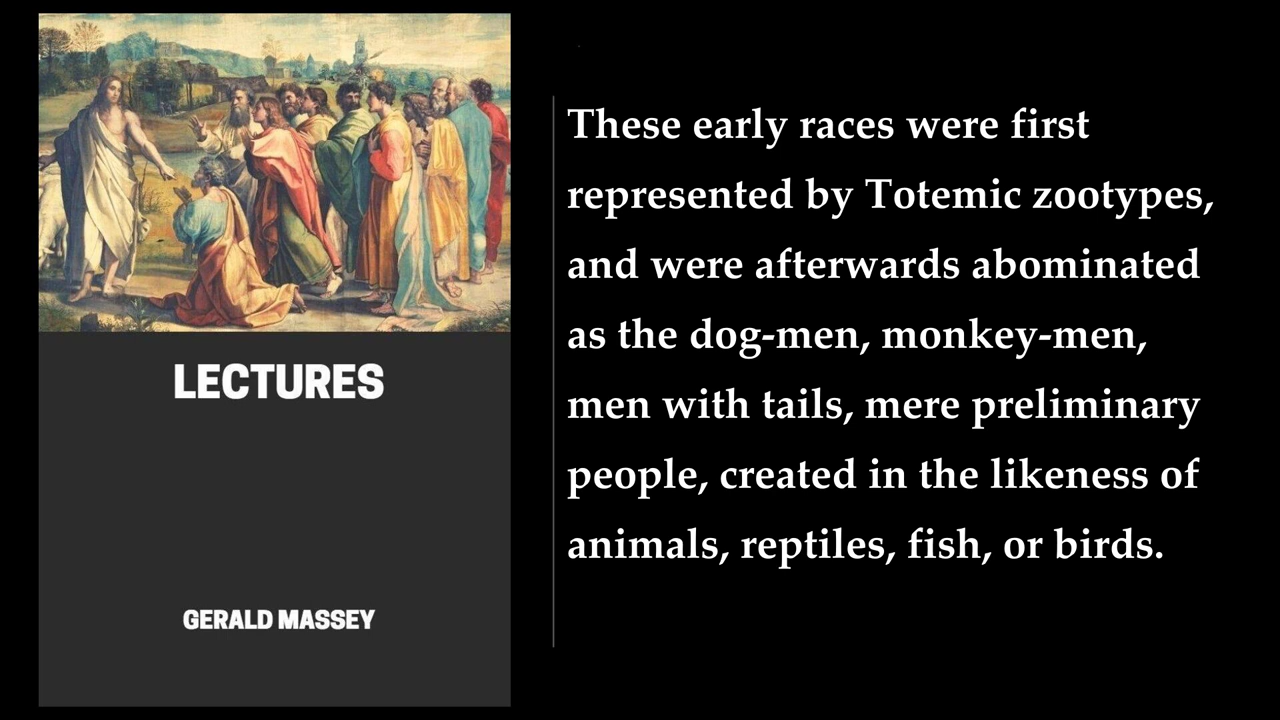 LECTURES
GERALD MASSEY
These early races were first
represented by Totemic zootypes,
and were afterwards abominated
as the dog-men, monkey-men,
men with tails, mere preliminary
people, created in the likeness of
animals, reptiles, fish, or birds.